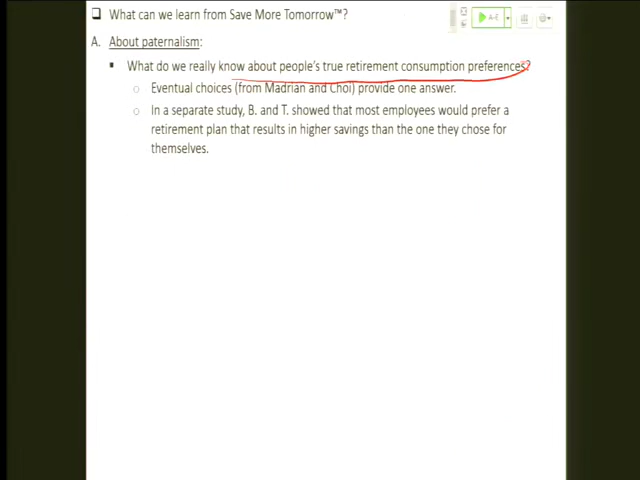 ❑ What can we learn from Save More Tomorrow™?
A. About paternalism:
▪ What do we really know about people's true retirement consumption preferences?
○ Eventual choices (from Madrian and Choi) provide one answer.
○ In a separate study, B. and T. showed that most employees would prefer a
retirement plan that results in higher savings than the one they chose for
themselves.
A-E